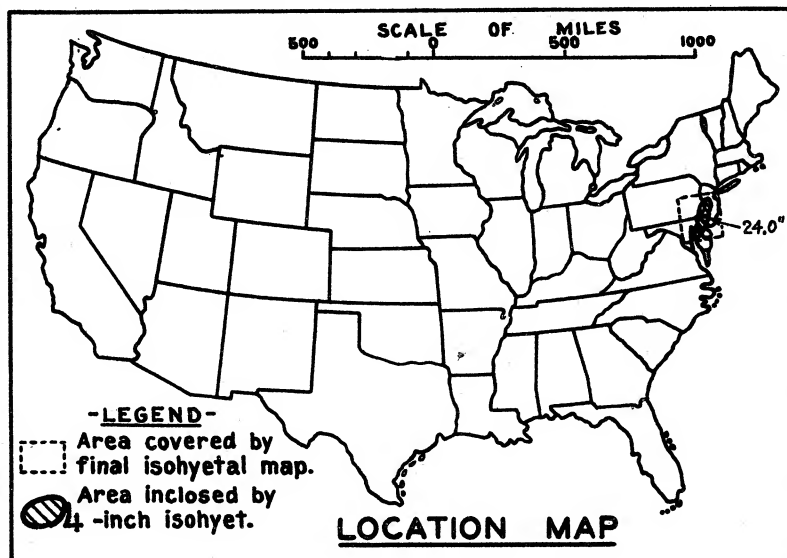 SCALE OF MILES
500 0 500 1000
24.0"
-LEGEND-
Area covered by
final isohyetal map.
Area inclosed by
4-inch isohyet.
LOCATION MAP